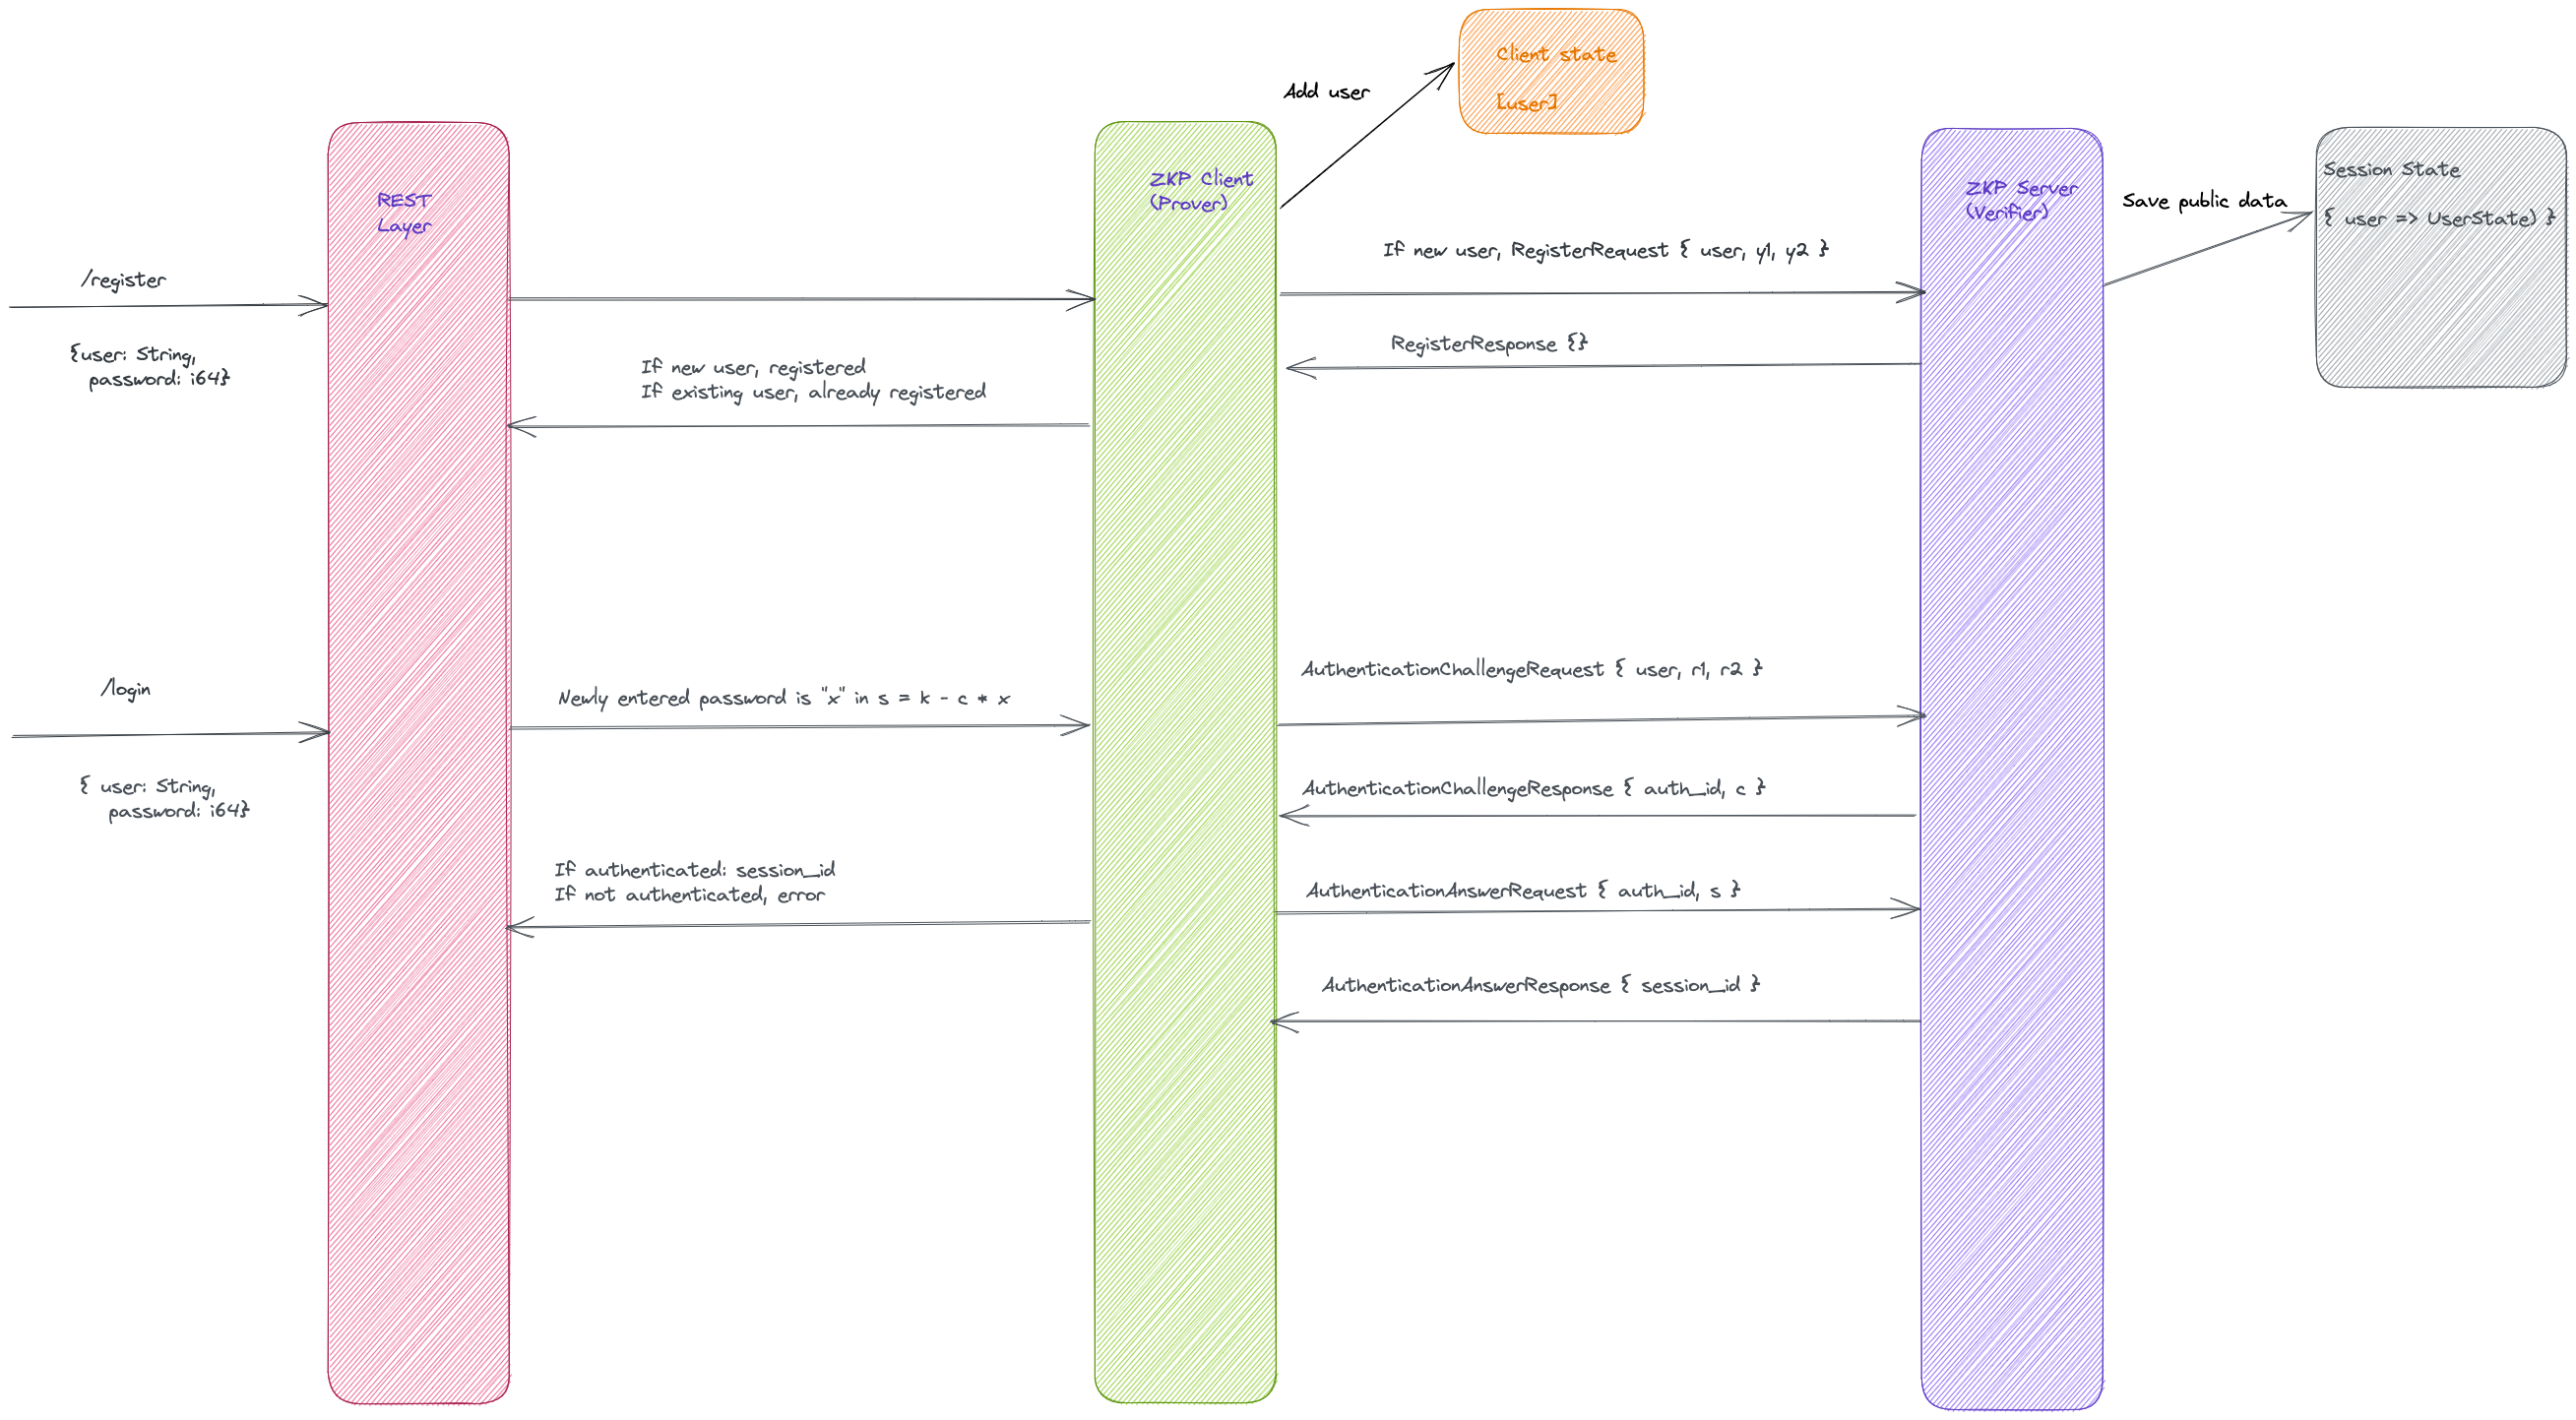 Client state
[user]
Add user
REST
Layer
ZKP Client
(Prover)
ZKP Server
(Verifier)
Save public data
Session State
{ user => UserState) }
/register
{user: String,
password: i64}
If new user, RegisterRequest { user, y1, y2 }
RegisterResponse {}
If new user, registered
If existing user, already registered
/login
{ user: String,
password: i64}
Newly entered password is "x" in s = k - c * x
AuthenticationChallengeRequest { user, r1, r2 }
AuthenticationChallengeResponse { auth_id, c }
If authenticated: session_id
If not authenticated, error
AuthenticationAnswerRequest { auth_id, s }
AuthenticationAnswerResponse { session_id }